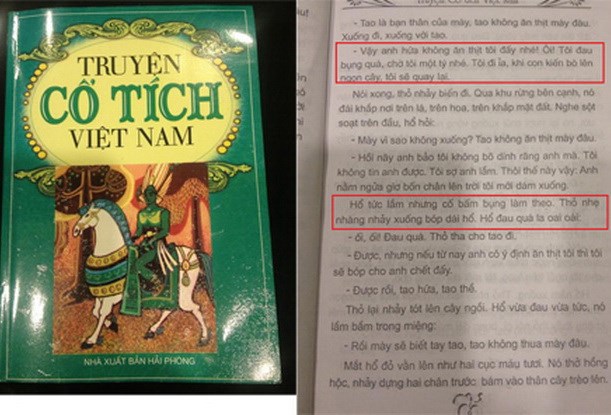 TRUYỆN
CỔ TÍCH
VIỆT NAM
NHÀ XUẤT BẢN HẢI PHÒNG
Truyện Cổ tích Việt Nam
- Tao là bạn thân của mày, tao không ăn thịt mày đâu.
Xuống đi, xuống với tao.
- Vậy anh hứa không ăn thịt tôi đấy nhé! Ôi! Tôi đau
bụng quá, chờ tôi một tý nhé. Tôi đi ỉa, khi con kiến bò lên
ngọn cây, tôi sẽ quay lại.
Nói xong, thỏ nhảy biến đi. Qua khu rừng bên cạnh, nó
đái khắp nơi trên lá, trên hoa, trên khắp mặt đất. Nghe sột
soạt trên đầu, hổ hỏi:
- Mày vì sao không xuống? Tao không ăn thịt mày đâu.
- Hồi này anh bảo tôi không bõ dính răng anh mà. Tôi
không tin anh được. Tôi sợ anh lắm. Thôi thế này vậy: Anh
nằm ngửa giơ bốn chân lên trời tôi mới dám xuống.
Hổ tức lắm nhưng cố bấm bụng làm theo. Thỏ nhẹ
nhàng nhảy xuống bóp dái hổ. Hổ đau quá la oai oái:
- ối, ối! Đau quá. Thỏ tha cho tao đi.
- Được, nhưng nếu từ nay anh có ý định ăn thịt tôi thì tôi
sẽ bóp cho anh chết đấy.
- Được rồi, tao hứa, tao thề.
Thỏ lại nhảy tót lên cây ngồi. Hổ vừa đau vừa tức, nó
lẩm bẩm trong miệng:
- Rồi mày sẽ biết tay tao, tao không thua mày đâu.
Mắt hổ đỏ vằn lên như hai cục máu tươi. Nó thở hồng
hộc, nhảy dựng hai chân trước bám vào thân cây trèo lên.